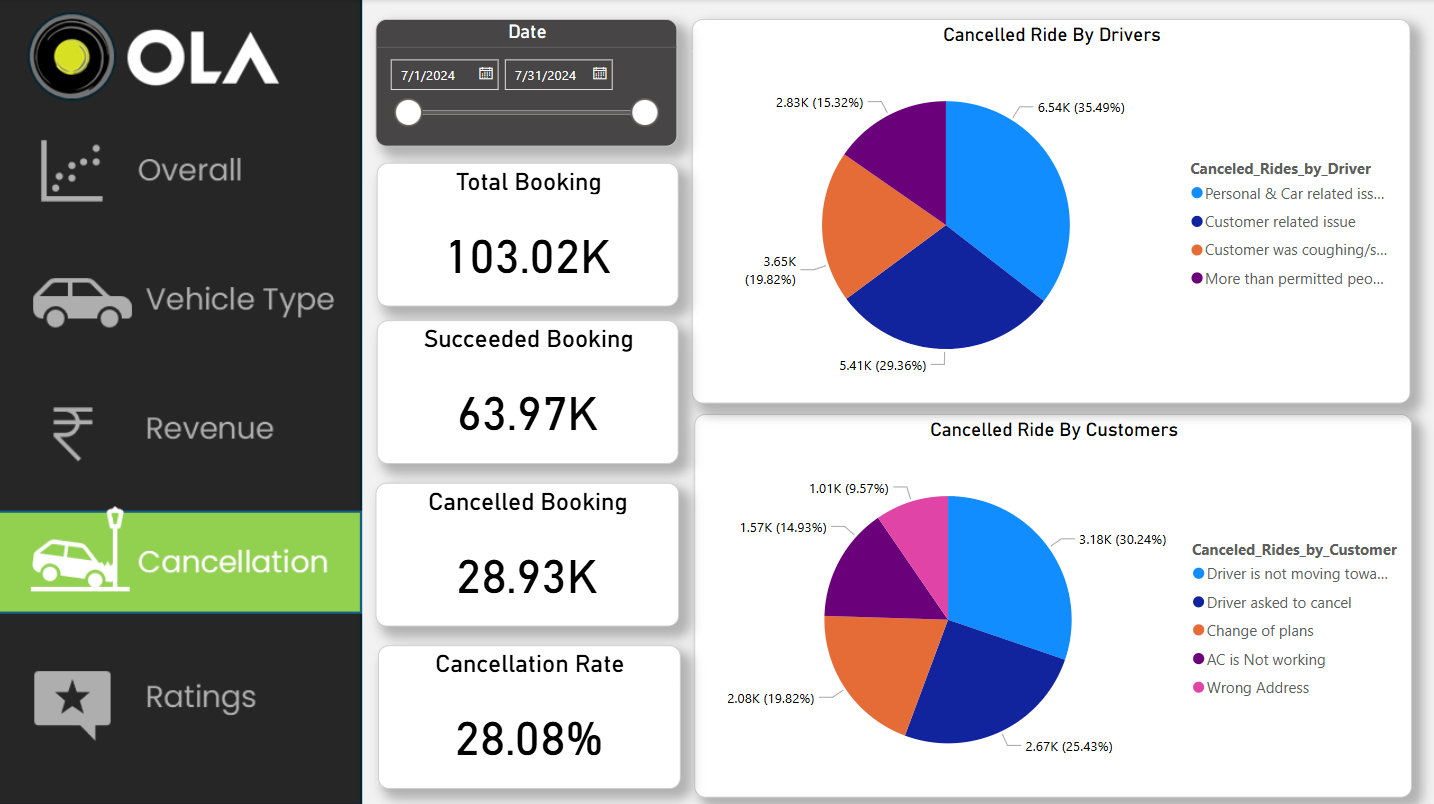 OLA
Overall
Vehicle Type
Revenue
Cancellation
Ratings
Date
7/1/2024
7/31/2024
Total Booking
103.02K
Succeeded Booking
63.97K
Cancelled Booking
28.93K
Cancellation Rate
28.08%
Cancelled Ride By Drivers
2.83K (15.32%)
6.54K (35.49%)
3.65K
(19.82%)
5.41K (29.36%)
Canceled_Rides_by_Driver
Personal & Car related iss...
Customer related issue
Customer was coughing/s...
More than permitted peo...
Cancelled Ride By Customers
1.01K (9.57%)
1.57K (14.93%)
3.18K (30.24%)
2.08K (19.82%)
2.67K (25.43%)
Canceled_Rides_by_Customer
Driver is not moving towa...
Driver asked to cancel
Change of plans
AC is Not working
Wrong Address